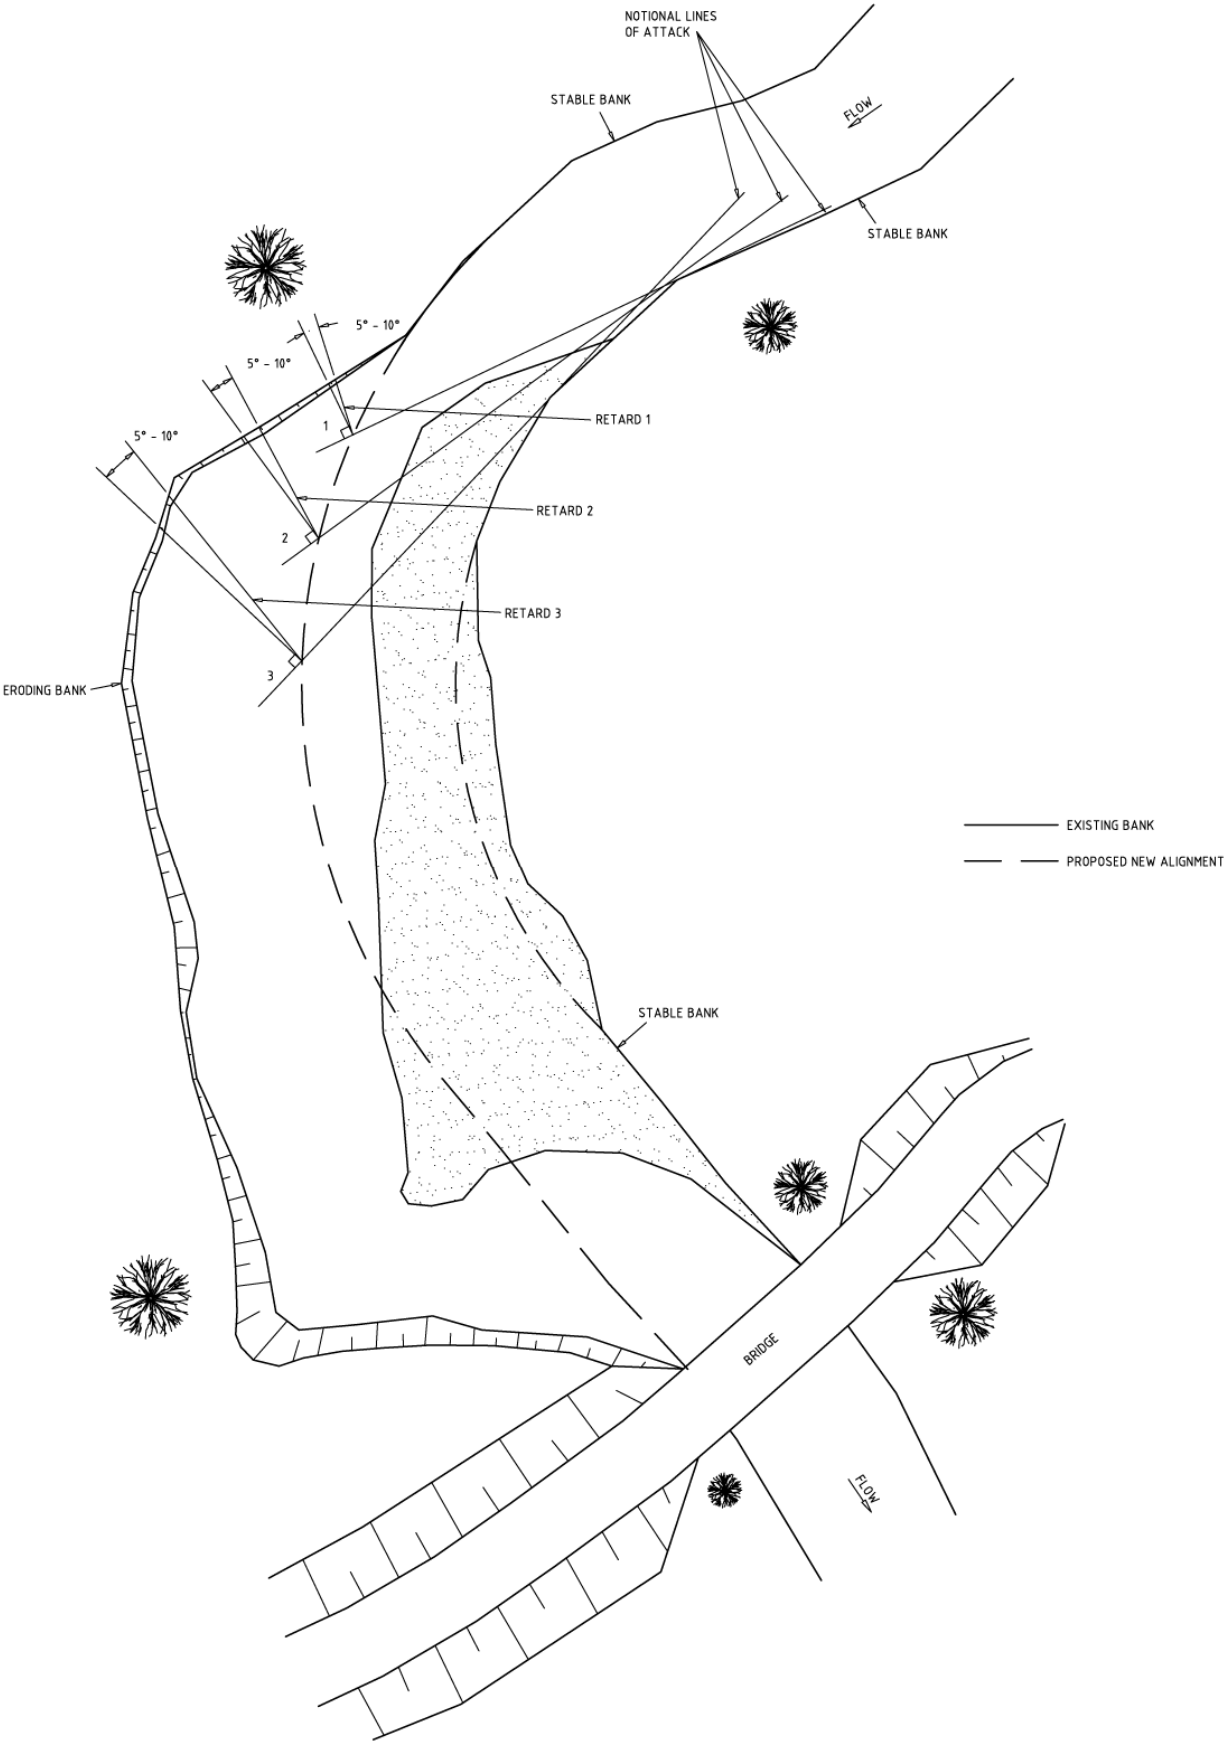 NOTIONAL LINES
OF ATTACK
STABLE BANK
FLOW
STABLE BANK
5° - 10°
5° - 10°
5° - 10°
1
RETARD 1
2
RETARD 2
RETARD 3
3
ERODING BANK
EXISTING BANK
PROPOSED NEW ALIGNMENT
STABLE BANK
BRIDGE
FLOW